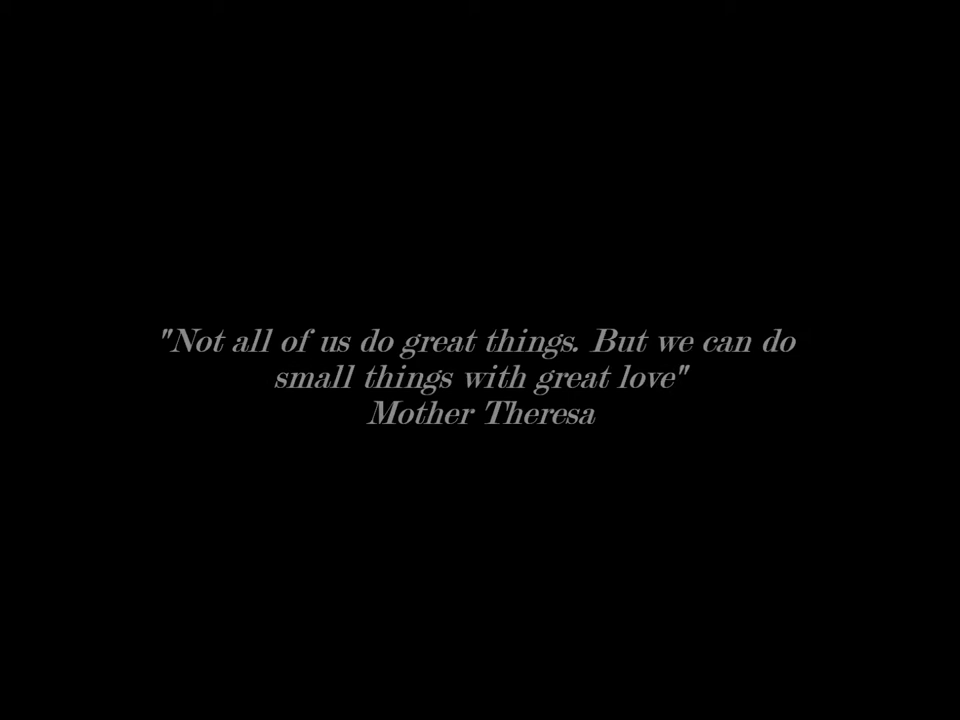 "Not all of us do great things. But we can do
small things with great love"
Mother Theresa